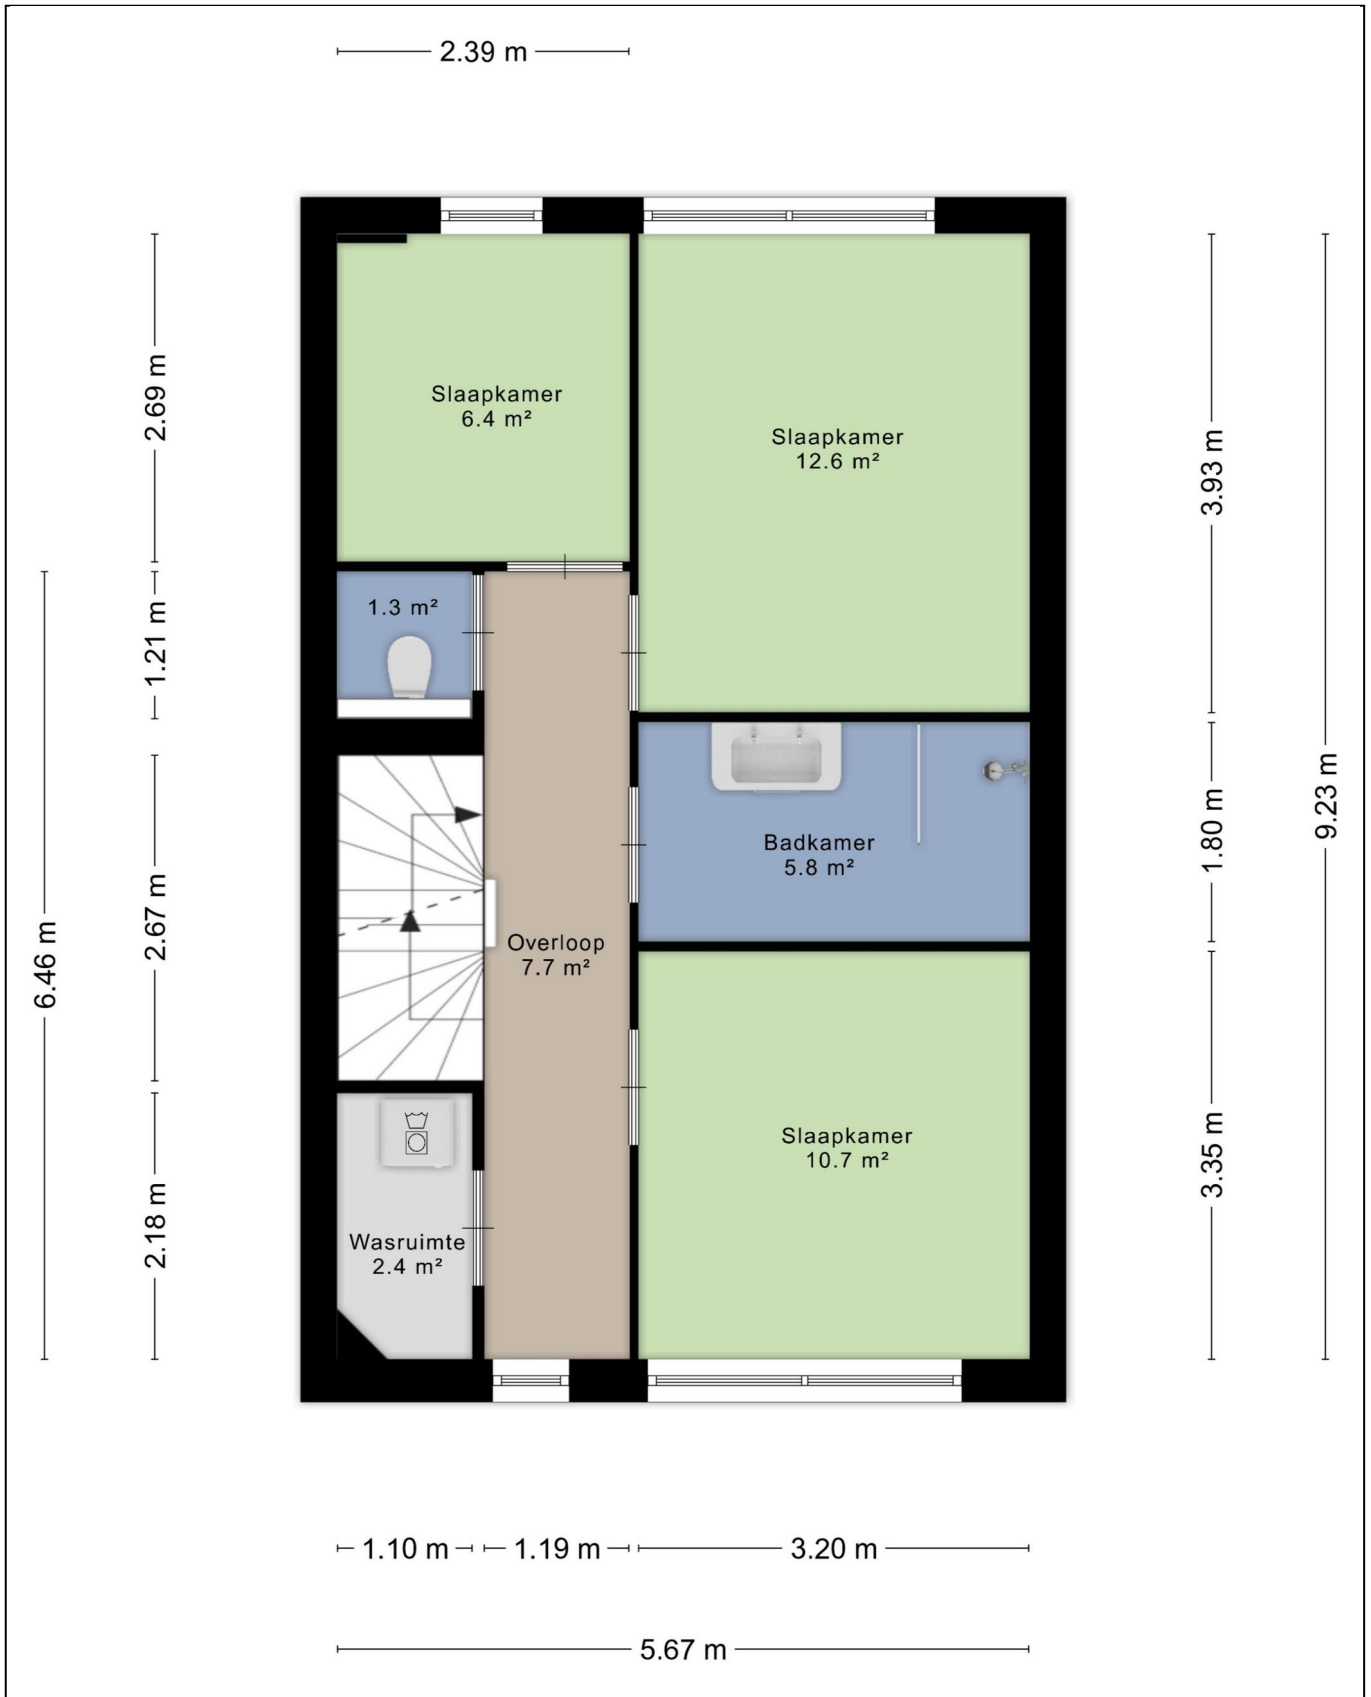 2.39 m
Slaapkamer
6.4 m²
Slaapkamer
12.6 m²
2.69 m
3.93 m
1.3 m²
1.21 m
Badkamer
5.8 m²
1.80 m
9.23 m
2.67 m
6.46 m
Overloop
7.7 m²
Slaapkamer
10.7 m²
3.35 m
Wasruimte
2.4 m²
2.18 m
1.10 m
1.19 m
3.20 m
5.67 m